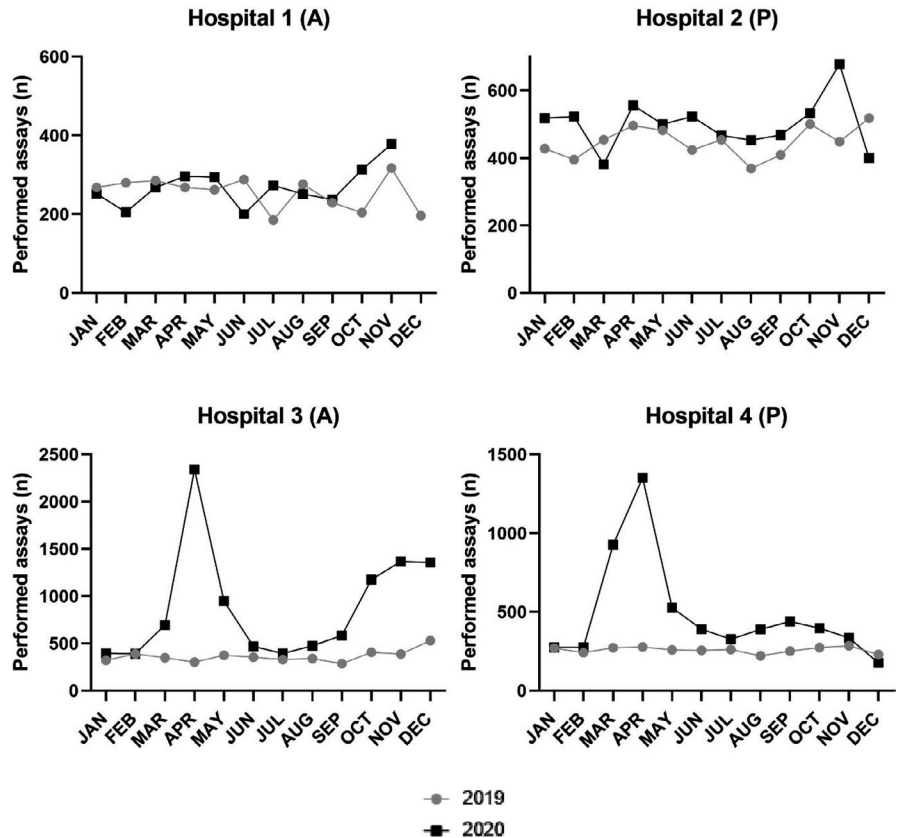 Hospital 1 (A)
Performed assays (n)
600
400
200
0
JAN
FEB
MAR
APR
MAY
JUN
JUL
AUG
SEP
OCT
NOV
DEC
Hospital 2 (P)
Performed assays (n)
600
400
200
0
JAN
FEB
MAR
APR
MAY
JUN
JUL
AUG
SEP
OCT
NOV
DEC
Hospital 3 (A)
Performed assays (n)
2500
2000
1500
1000
500
0
JAN
FEB
MAR
APR
MAY
JUN
JUL
AUG
SEP
OCT
NOV
DEC
Hospital 4 (P)
Performed assays (n)
1500
1000
500
0
JAN
FEB
MAR
APR
MAY
JUN
JUL
AUG
SEP
OCT
NOV
DEC
2019
2020